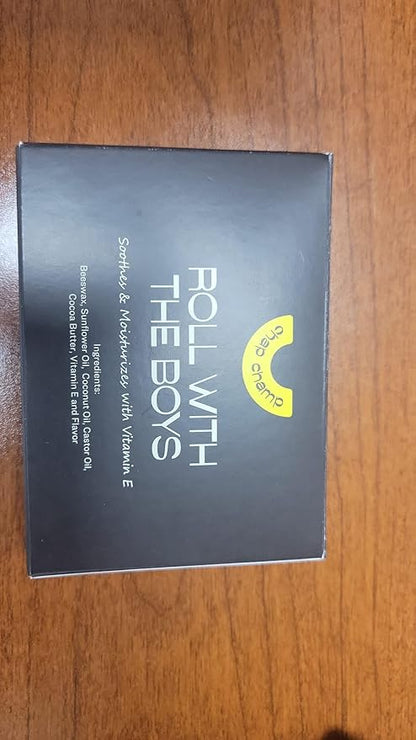 chap champ
ROLL WITH
THE BOYS
Soothes & Moisturizes with Vitamin E
Ingredients:
Beeswax, Sunflower Oil, Coconut Oil, Castor Oil,
Cocoa Butter, Vitamin E and Flavor